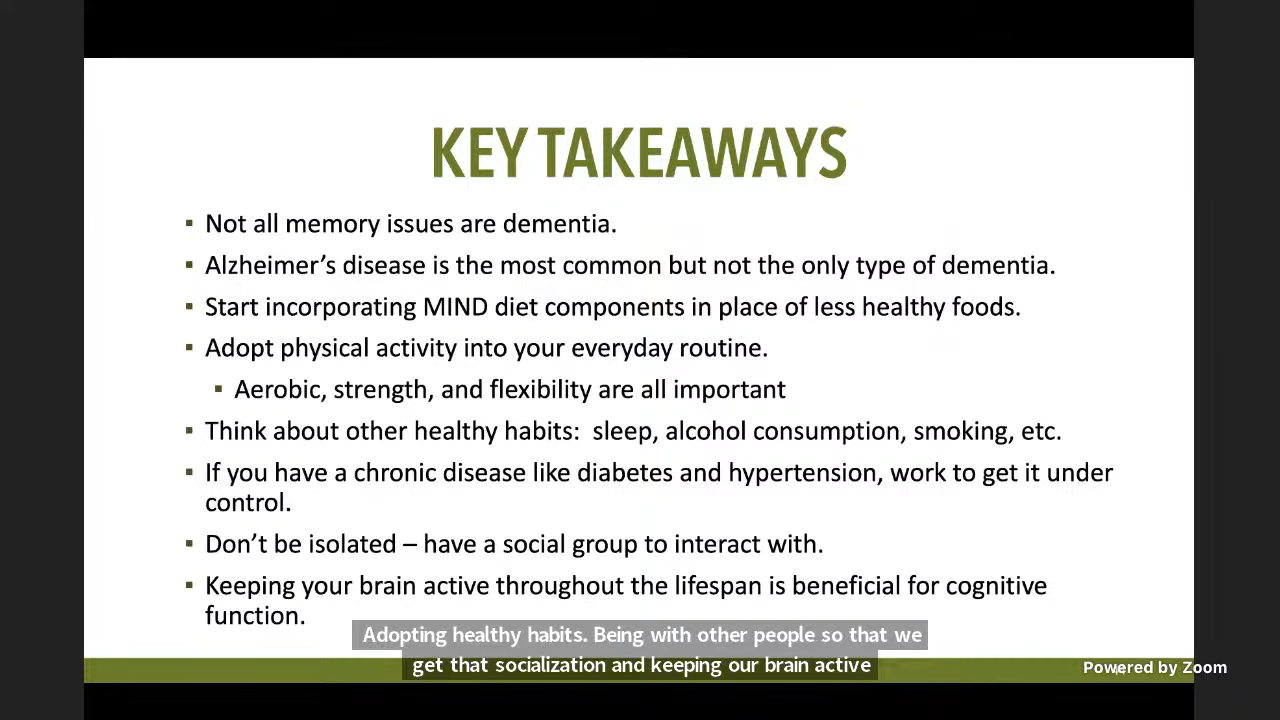 KEY TAKEAWAYS
▪ Not all memory issues are dementia.
▪ Alzheimer’s disease is the most common but not the only type of dementia.
▪ Start incorporating MIND diet components in place of less healthy foods.
▪ Adopt physical activity into your everyday routine.
▪ Aerobic, strength, and flexibility are all important
▪ Think about other healthy habits:  sleep, alcohol consumption, smoking, etc.
▪ If you have a chronic disease like diabetes and hypertension, work to get it under
control.
▪ Don’t be isolated – have a social group to interact with.
▪ Keeping your brain active throughout the lifespan is beneficial for cognitive
function.
Adopting healthy habits. Being with other people so that we
get that socialization and keeping our brain active
Powered by Zoom